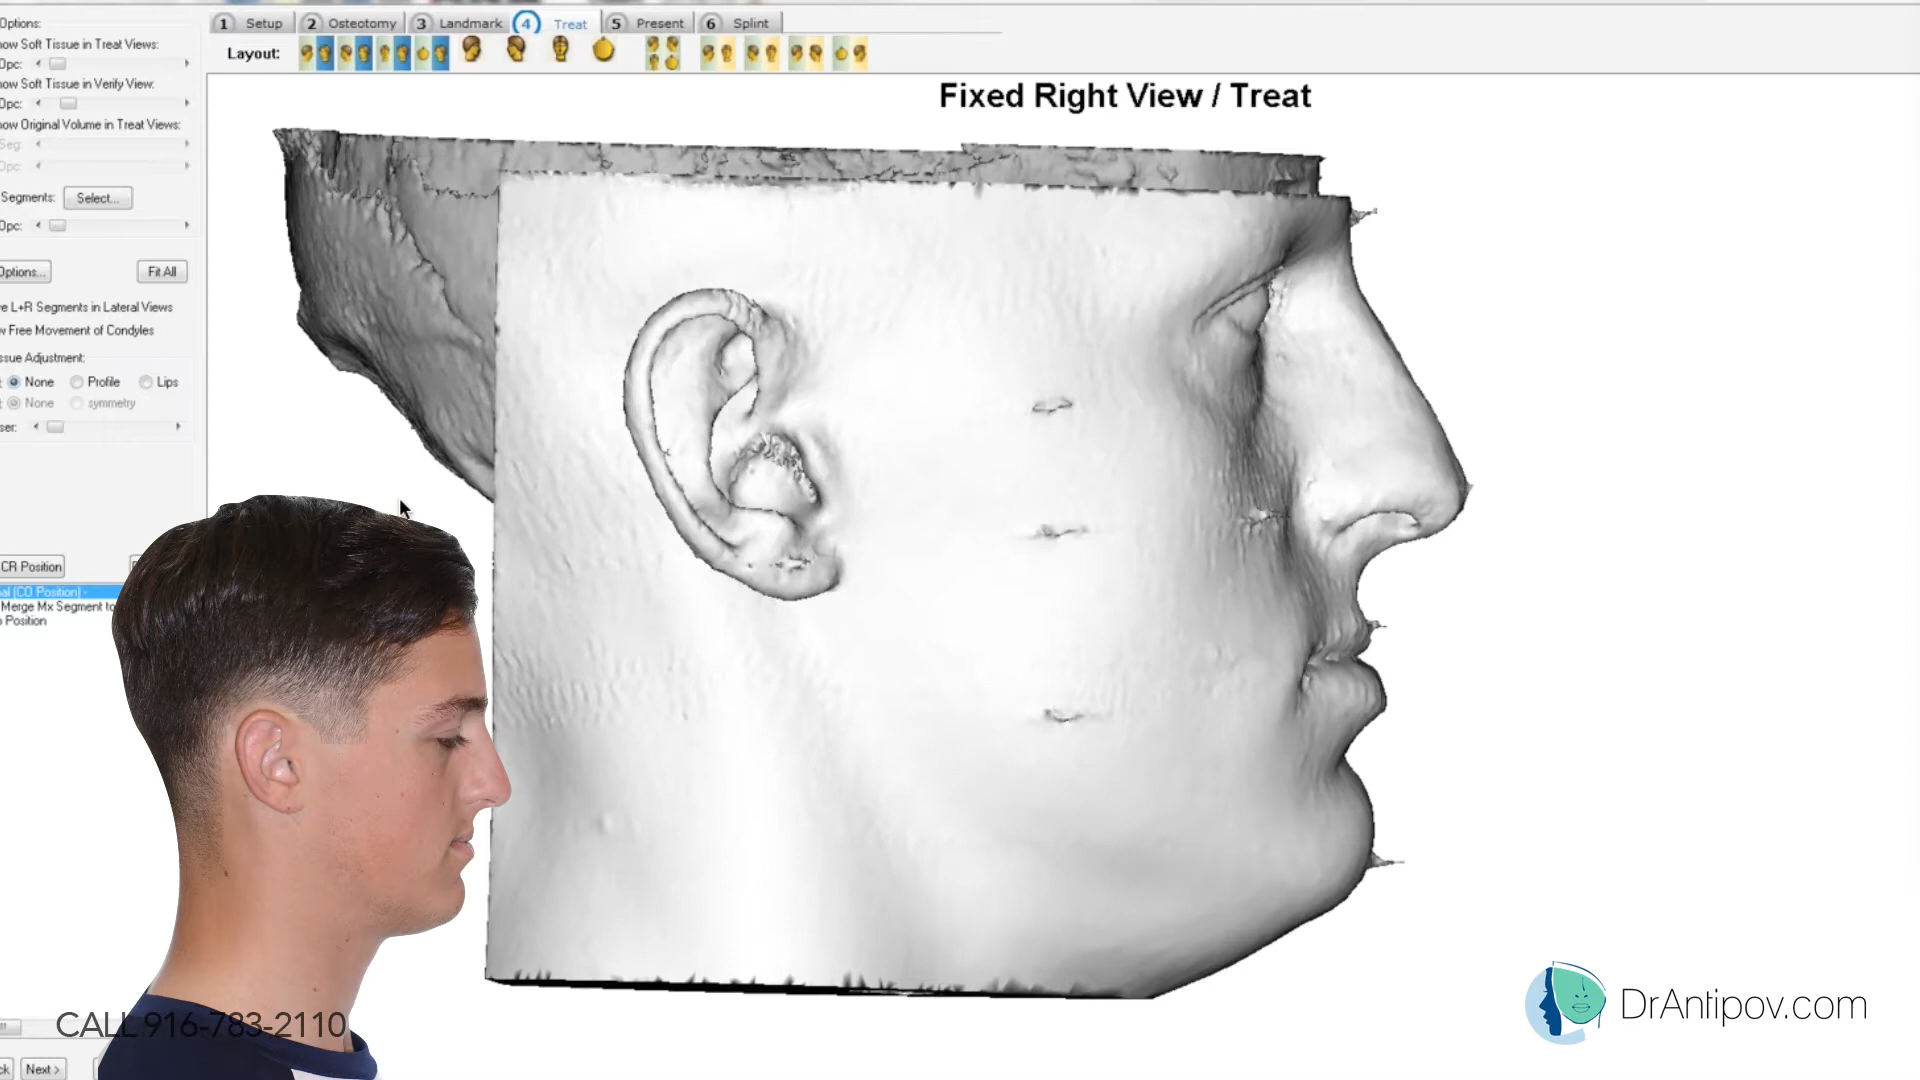 Options:
1 Setup 2 Osteotomy 3 Landmark 4 Treat 5 Present 6 Splint
Layout:
ow Soft Tissue in Treat Views:
Opc:
ow Soft Tissue in Verify View:
Opc:
ow Original Volume in Treat Views:
Seg:
Opc:
Segments: Select...
Opc:
Options... Fit All
e L+R Segments in Lateral Views
w Free Movement of Condyles
ssue Adjustment:
None Profile Lips
None symmetry
ser:
Fixed Right View / Treat
CR Position
al (CO Position) -
Merge Mx Segment to
Position
CALL 916-783-2110
Next >
DrAntipov.com